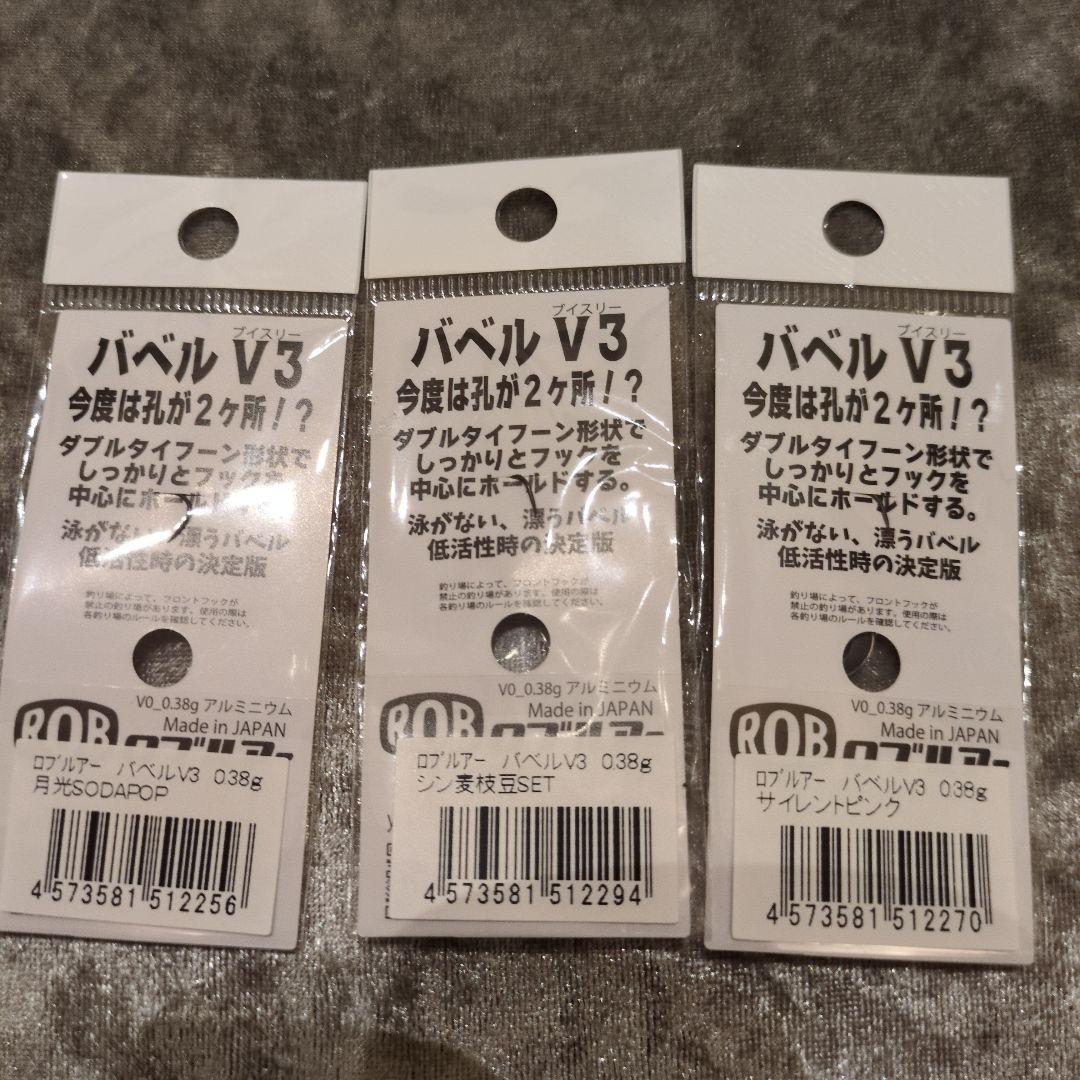 ブイスリー
バベル V3
今度は孔が2ヶ所!?
ダブルタイフーン形状で
しっかりとフックを
中心にホールド
泳がない、漂うバベル
低活性時の決定版
釣り場によって、フロントフックが
禁止の釣り場があります。使用の際は
各釣り場のルールを確認してください。
V0_0.38g アルミニウム
Made in JAPAN
ROB
ロブルアー バベルV3 0.38g
月光SODAPOP
4 573581 512256
ブイスリー
バベル V3
今度は孔が2ヶ所!?
ダブルタイフーン形状で
しっかりとフックを
中心にホールドする。
泳がない、漂うバベル
低活性時の決定版
釣り場によって、フロントフックが
禁止の釣り場があります。使用の際は
各釣り場のルールを確認してください。
V0_0.38g アルミニウム
Made in JAPAN
ROB ロブルアー
ロブルアー バベルV3 0.38g
シン麦枝豆SET
4 573581 512294
ブイスリー
バベル V3
今度は孔が2ヶ所!?
ダブルタイフーン形状で
しっかりとフックを
中心にホールドする。
泳がない、漂うバベル
低活性時の決定版
釣り場によって、フロントフックが
禁止の釣り場があります。使用の際は
各釣り場のルールを確認してください。
V0_0.38g アルミニウム
Made in JAPAN
ROB ロブルアー
ロブルアー バベルV3 0.38g
サイレントピンク
4 573581 512270